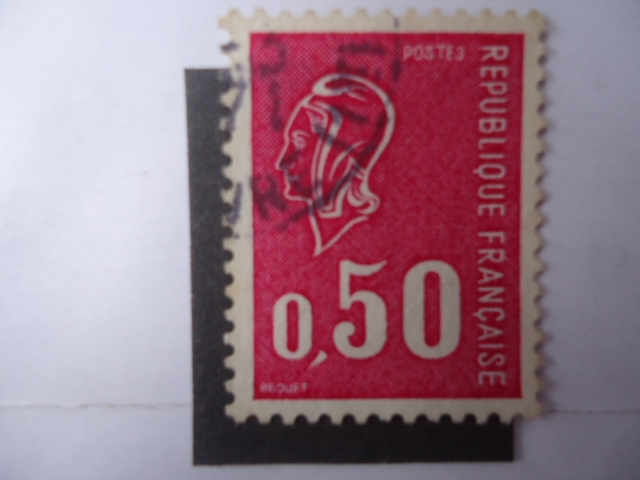 POSTES
REPUBLIQUE FRANÇAISE
0,50
BEQUET